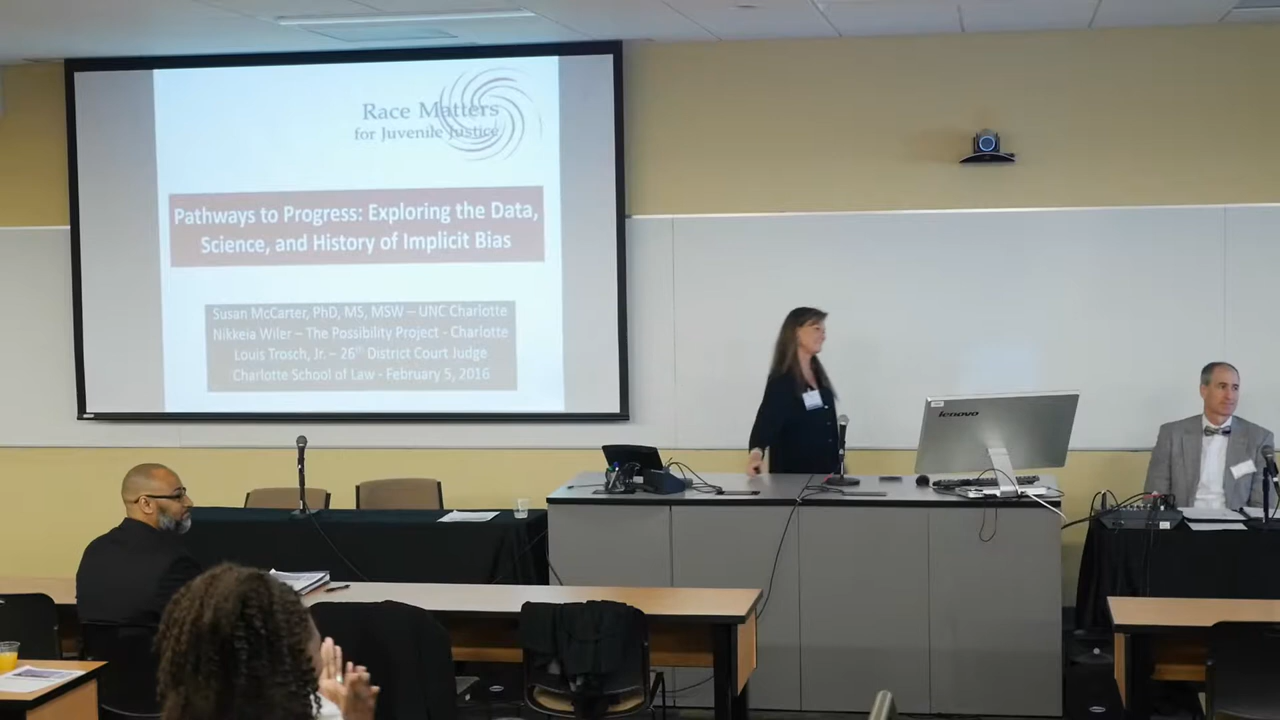 Race Matters
for Juvenile Justice
Pathways to Progress: Exploring the Data,
Science, and History of Implicit Bias
Susan McCarter, PhD, MS, MSW – UNC Charlotte
Nikkeia Wiler – The Possibility Project - Charlotte
Louis Trosch, Jr. – 26th District Court Judge
Charlotte School of Law - February 5, 2016
lenovo